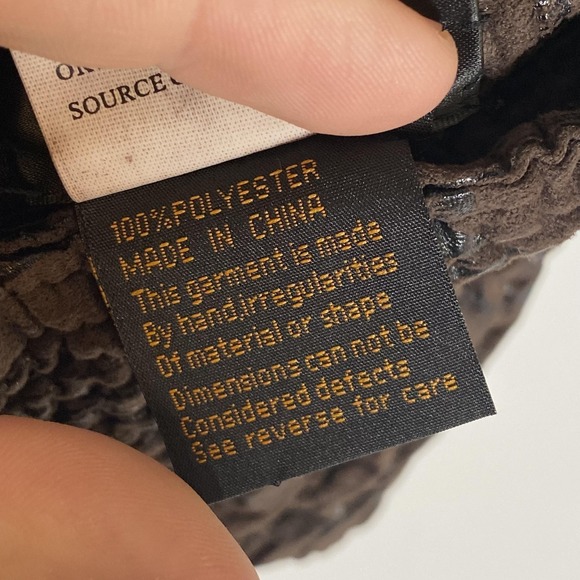 SOURCE
100%POLYESTER
MADE IN CHINA
This garment is made
By hand.irregularities
Of material or shape
Dimensions can not be
Considered defects
See reverse for care